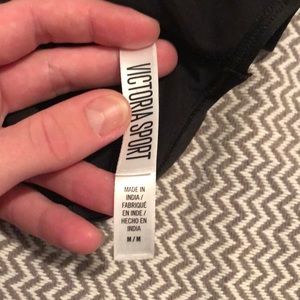 VICTORIA SPORT
MADE IN
INDIA /
FABRIQUÉ
EN INDE /
HECHO EN
INDIA
M / M